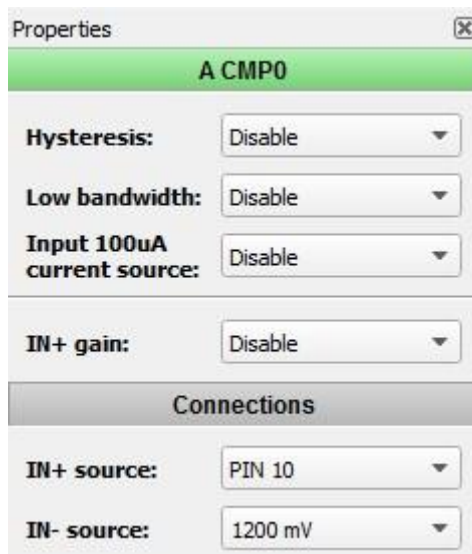 Properties
A CMP0
Hysteresis: Disable
Low bandwidth: Disable
Input 100uA
current source: Disable
IN+ gain: Disable
Connections
IN+ source: PIN 10
IN- source: 1200 mV